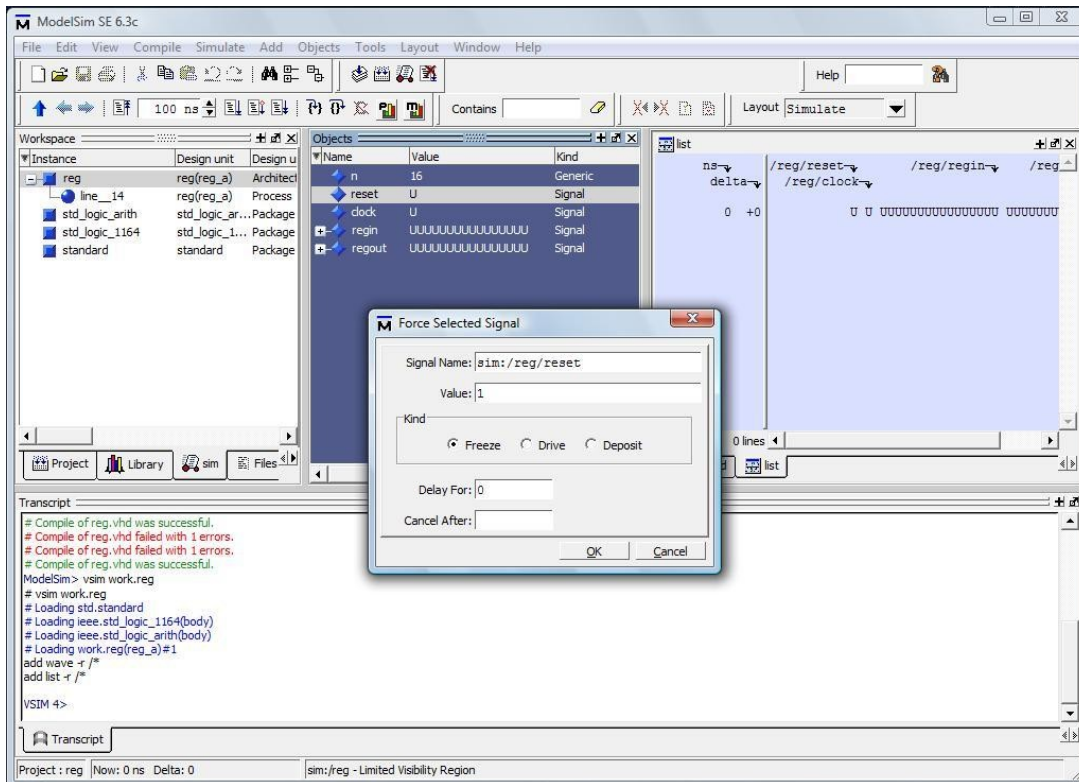 ModelSim SE 6.3c
File Edit View Compile Simulate Add Objects Tools Layout Window Help
Help
100 ns Contains Layout Simulate
Workspace
Instance Design unit Design u
reg reg(reg_a) Architect
line__14 reg(reg_a) Process
std_logic_arith std_logic_ar... Package
std_logic_1164 std_logic_1... Package
standard standard Package
Project Library sim Files
Objects
Name Value Kind
n 16 Generic
reset U Signal
clock U Signal
regin UUUUUUUUUUUUUUUU Signal
regout UUUUUUUUUUUUUUUU Signal
list
ns /reg/reset /reg/regin /reg
delta /reg/clock
0 +0 U U UUUUUUUUUUUUUUUU UUUUUUU
0 lines
list
Force Selected Signal
Signal Name: sim:/reg/reset
Value: 1
Kind
Freeze Drive Deposit
Delay For: 0
Cancel After:
OK Cancel
Transcript
# Compile of reg.vhd was successful.
# Compile of reg.vhd failed with 1 errors.
# Compile of reg.vhd failed with 1 errors.
# Compile of reg.vhd was successful.
ModelSim> vsim work.reg
# vsim work.reg
# Loading std.standard
# Loading ieee.std_logic_1164(body)
# Loading ieee.std_logic_arith(body)
# Loading work.reg(reg_a)#1
add wave -r /*
add list -r /*
VSIM 4>
Transcript
Project : reg Now: 0 ns Delta: 0 sim:/reg - Limited Visibility Region